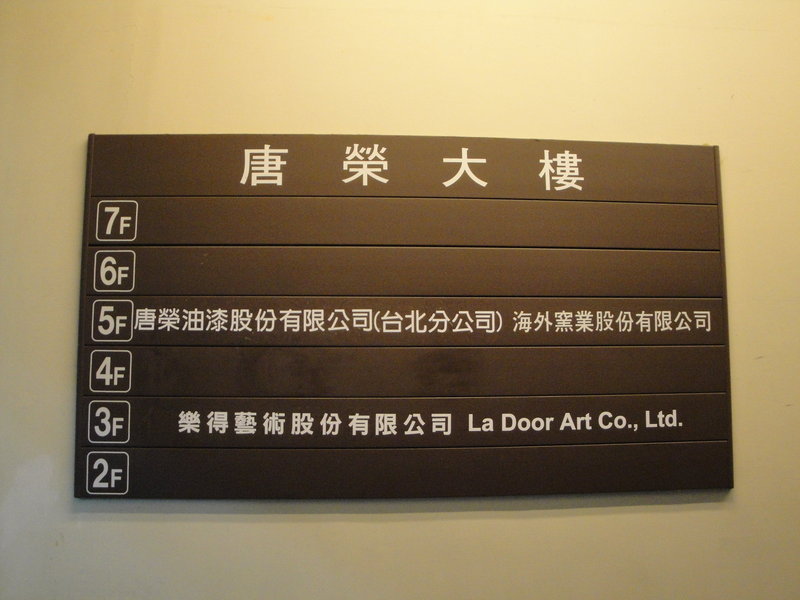 唐榮大樓
7F
6F
5F 唐榮油漆股份有限公司(台北分公司) 海外窯業股份有限公司
4F
3F 樂得藝術股份有限公司 La Door Art Co., Ltd.
2F